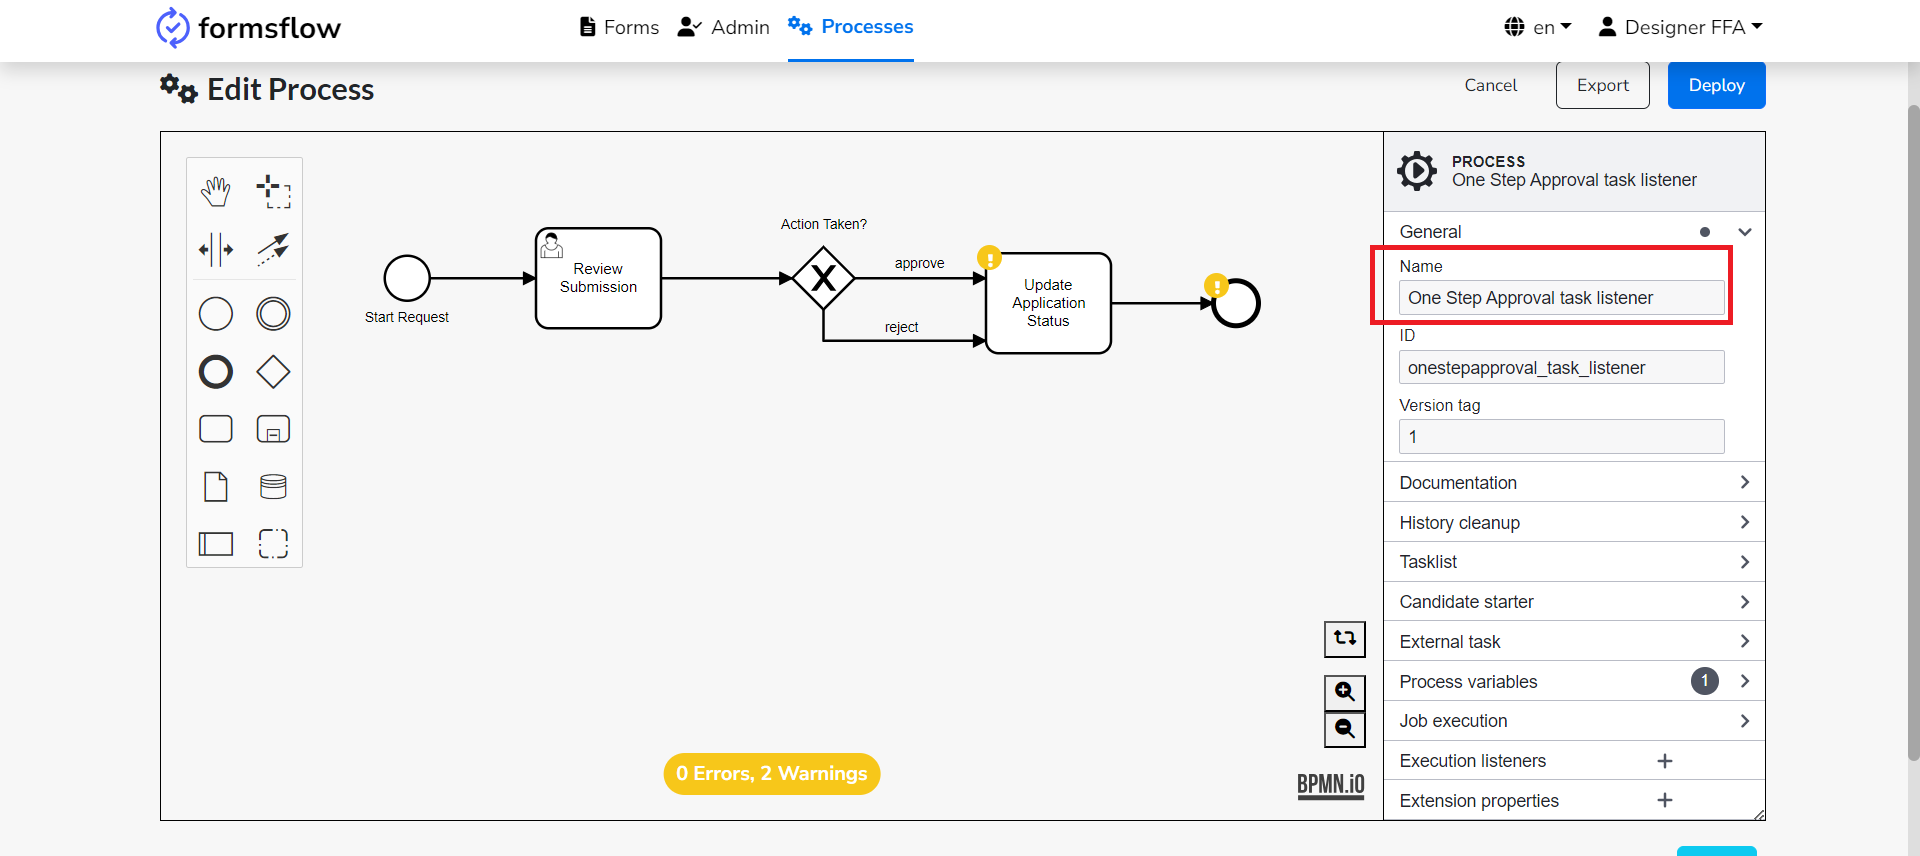 formsflow
Forms
Admin
Processes
en
Designer FFA
Edit Process
Cancel
Export
Deploy
PROCESS
One Step Approval task listener
General
Name
One Step Approval task listener
ID
onestepapproval_task_listener
Version tag
1
Documentation
History cleanup
Tasklist
Candidate starter
External task
Process variables
1
Job execution
Execution listeners
Extension properties
Start Request
Review
Submission
Action Taken?
X
approve
reject
Update
Application
Status
0 Errors, 2 Warnings
BPMN.iO